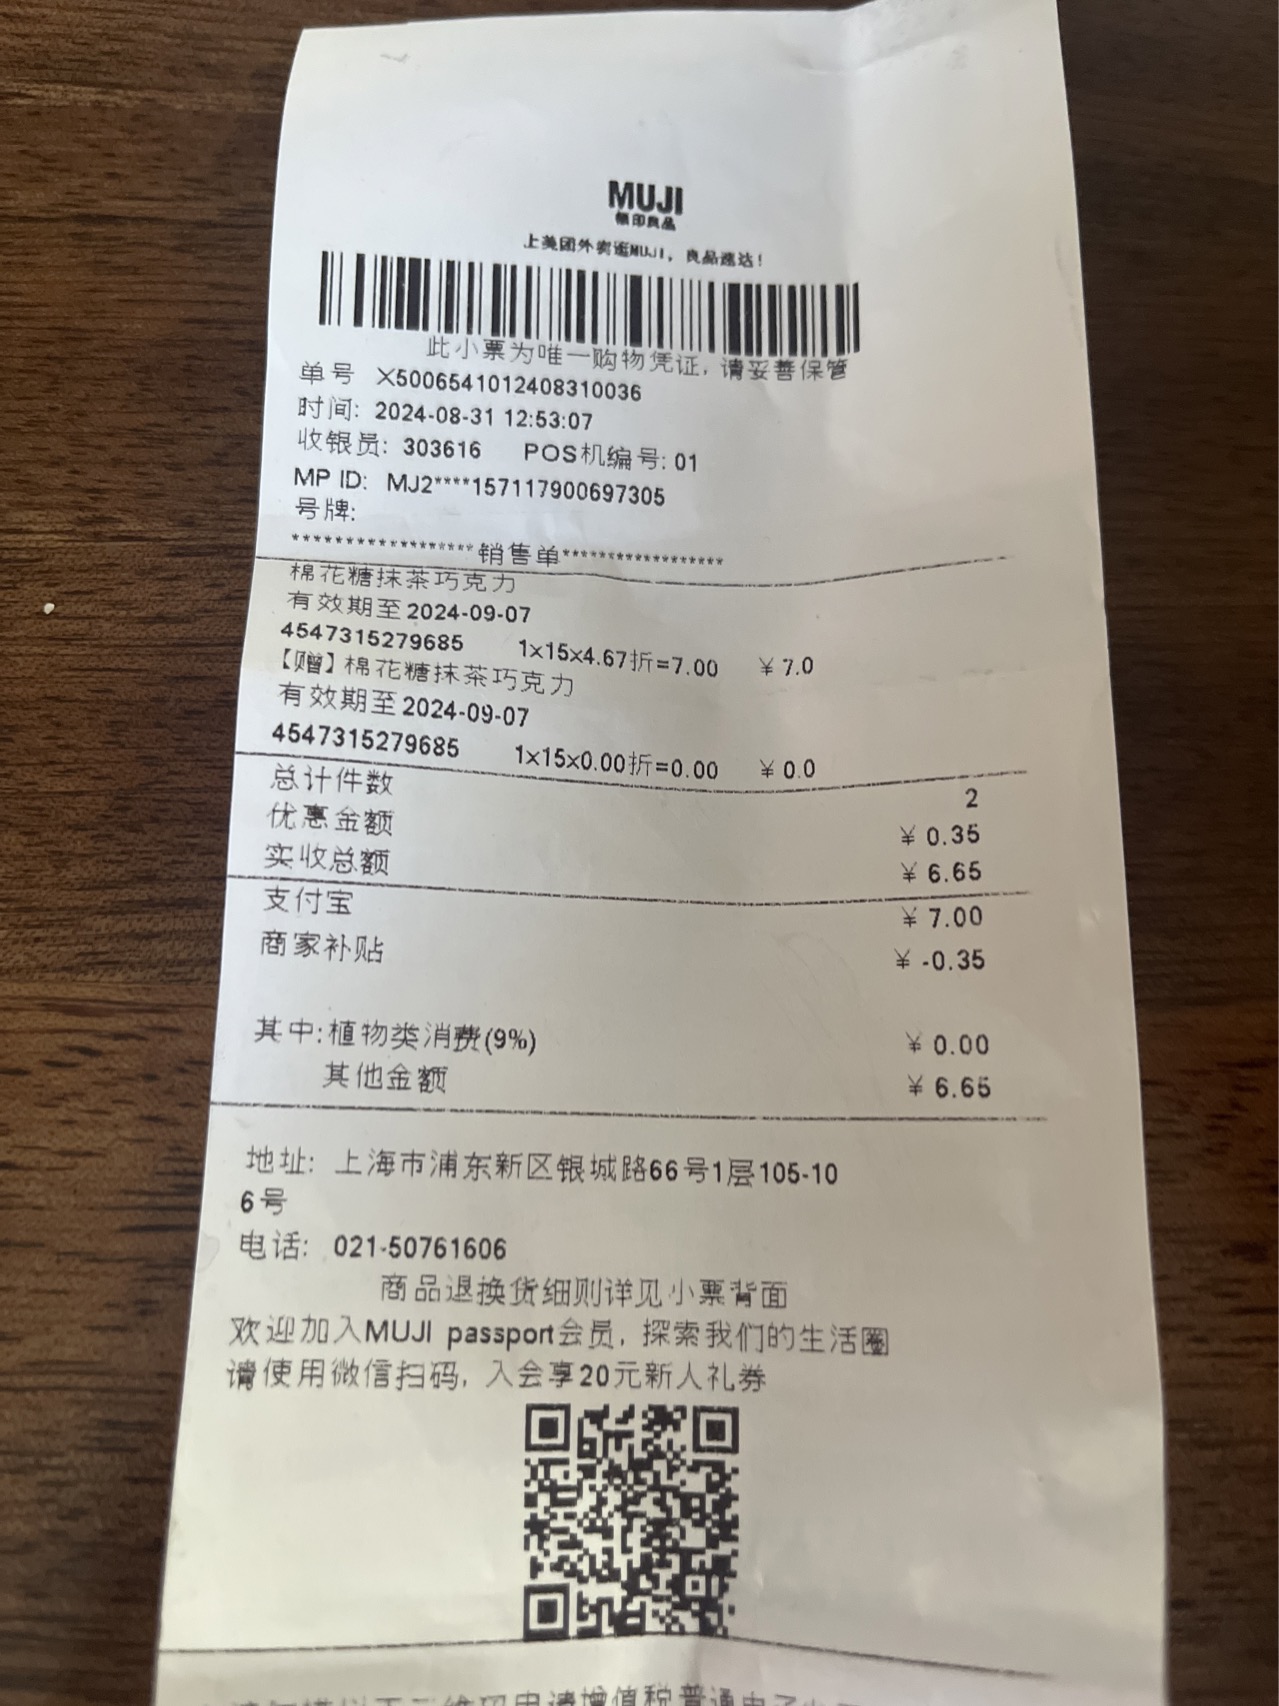 MUJI
無印良品
上美团外卖逛MUJI，良品速达！
此小票为唯一购物凭证，请妥善保管
单号 X5006541012408310036
时间: 2024-08-31 12:53:07
收银员: 303616 POS机编号: 01
MP ID: MJ2****157117900697305
号牌:
******************销售单*****************
棉花糖抹茶巧克力
有效期至2024-09-07
4547315279685 1x15x4.67折=7.00 ￥7.0
【赠】棉花糖抹茶巧克力
有效期至2024-09-07
4547315279685 1x15x0.00折=0.00 ￥0.0
总计件数 2
优惠金额 ￥0.35
实收总额 ￥6.65
支付宝 ￥7.00
商家补贴 ￥-0.35
其中:植物类消费(9%) ￥0.00
其他金额 ￥6.65
地址: 上海市浦东新区银城路66号1层105-10
6号
电话: 021-50761606
商品退换货细则详见小票背面
欢迎加入MUJI passport会员, 探索我们的生活圈
请使用微信扫码, 入会享20元新人礼券